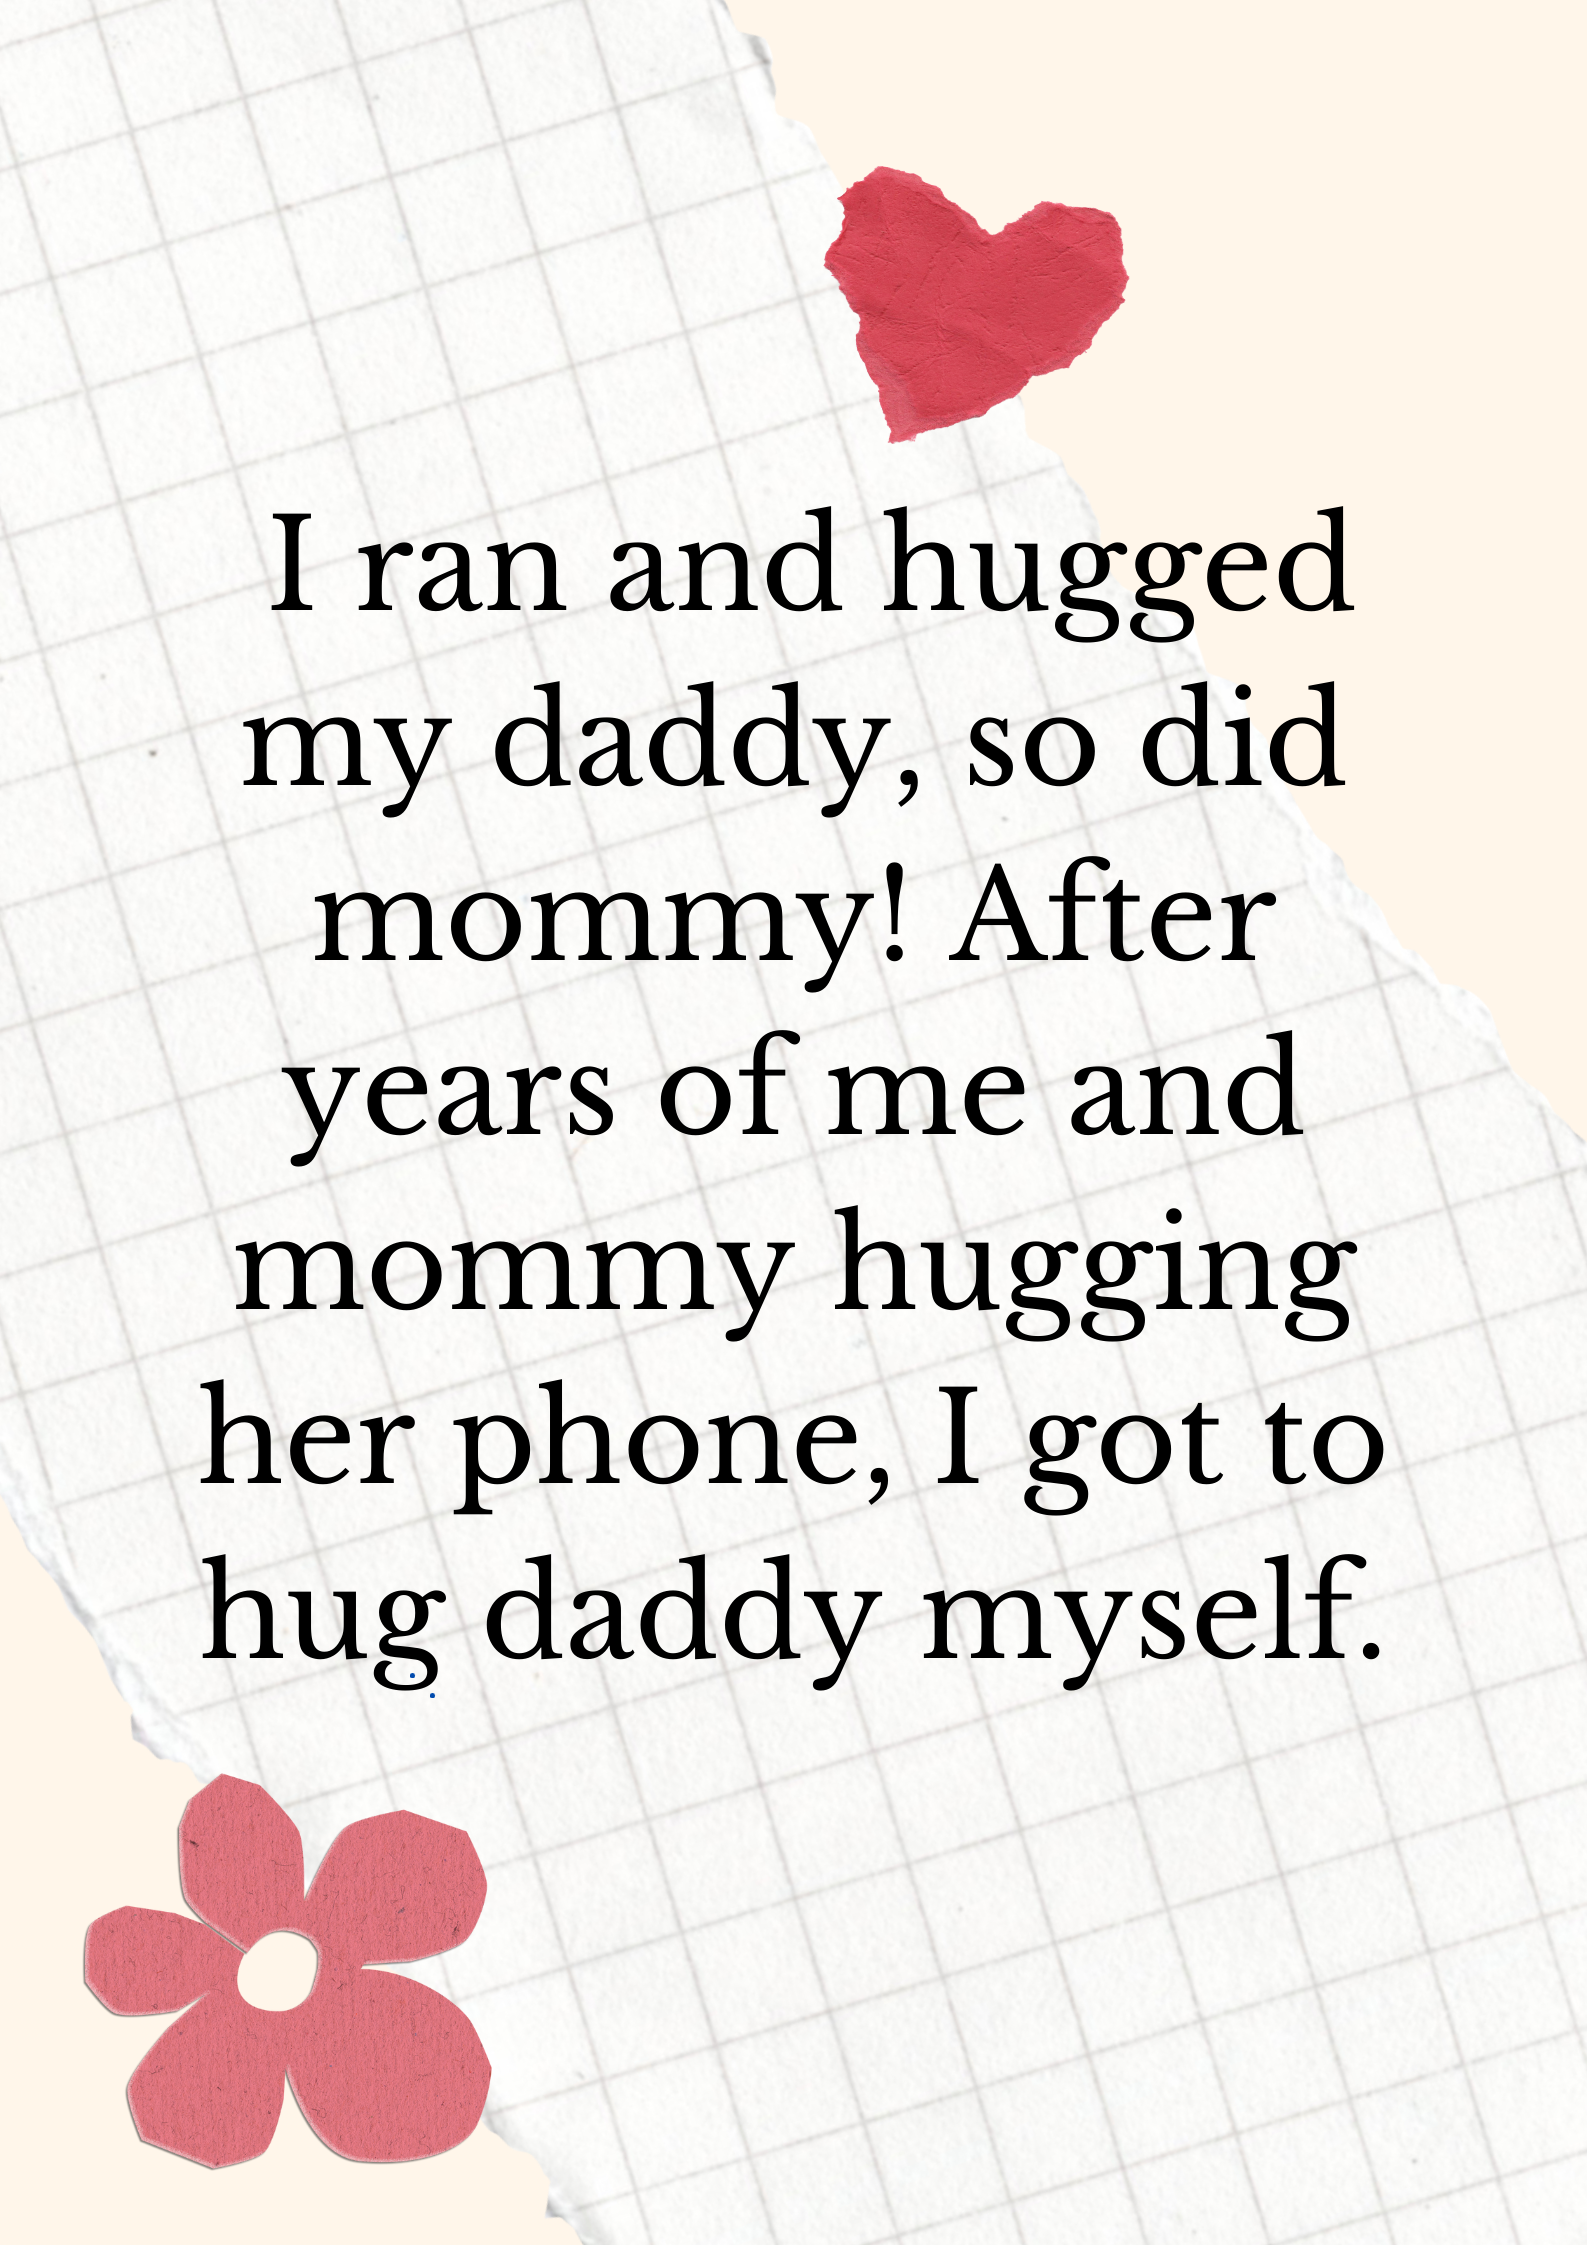 I ran and hugged
my daddy, so did
mommy! After
years of me and
mommy hugging
her phone, I got to
hug daddy myself.